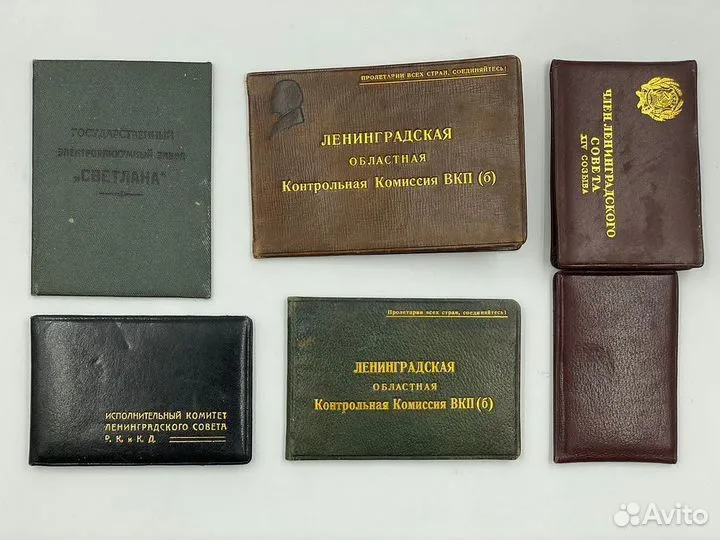 ГОСУДАРСТВЕННЫЙ
ЭЛЕКТРОВАКУУМНЫЙ ЗАВОД
„СВЕТЛАНА"
ПРОЛЕТАРИИ ВСЕХ СТРАН, СОЕДИНЯЙТЕСЬ!
ЛЕНИНГРАДСКАЯ
ОБЛАСТНАЯ
Контрольная Комиссия ВКП (б)
ЧЛЕН ЛЕНИНГРАДСКОГО
СОВЕТА
XIV СОЗЫВА
ИСПОЛНИТЕЛЬНЫЙ КОМИТЕТ
ЛЕНИНГРАДСКОГО СОВЕТА
Р. К. и К. Д.
Пролетарии всех стран, соединяйтесь!
ЛЕНИНГРАДСКАЯ
ОБЛАСТНАЯ
Контрольная Комиссия ВКП (б)
Avito